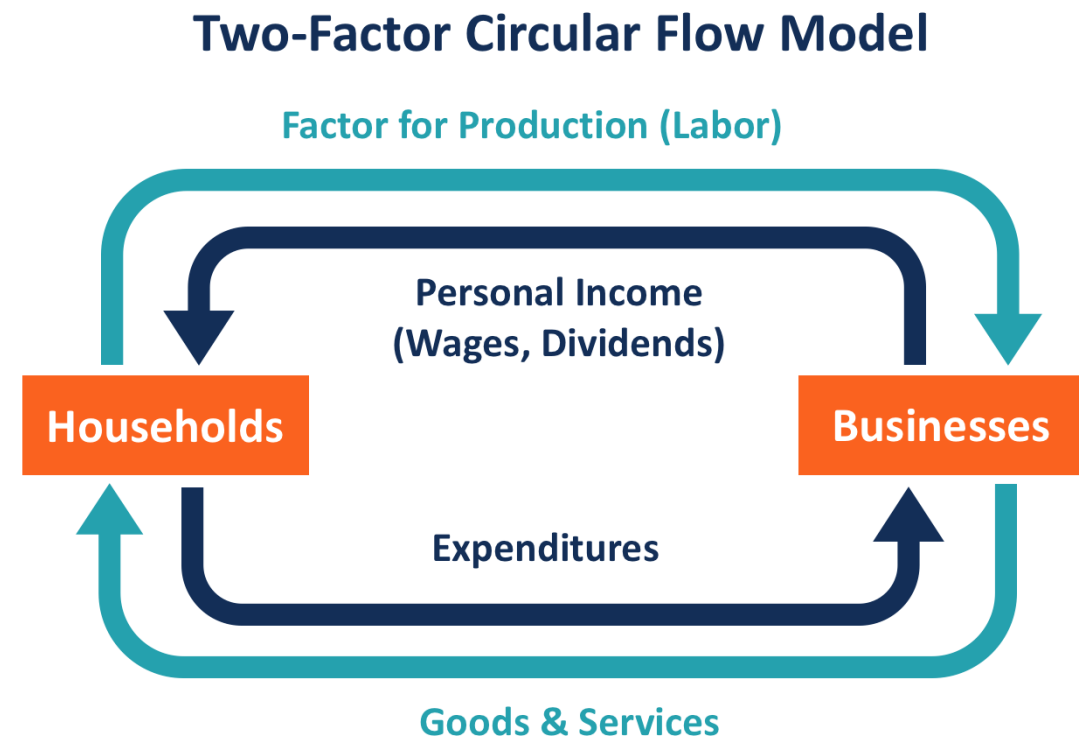 Two-Factor Circular Flow Model
Factor for Production (Labor)
Personal Income
(Wages, Dividends)
Households
Businesses
Expenditures
Goods & Services